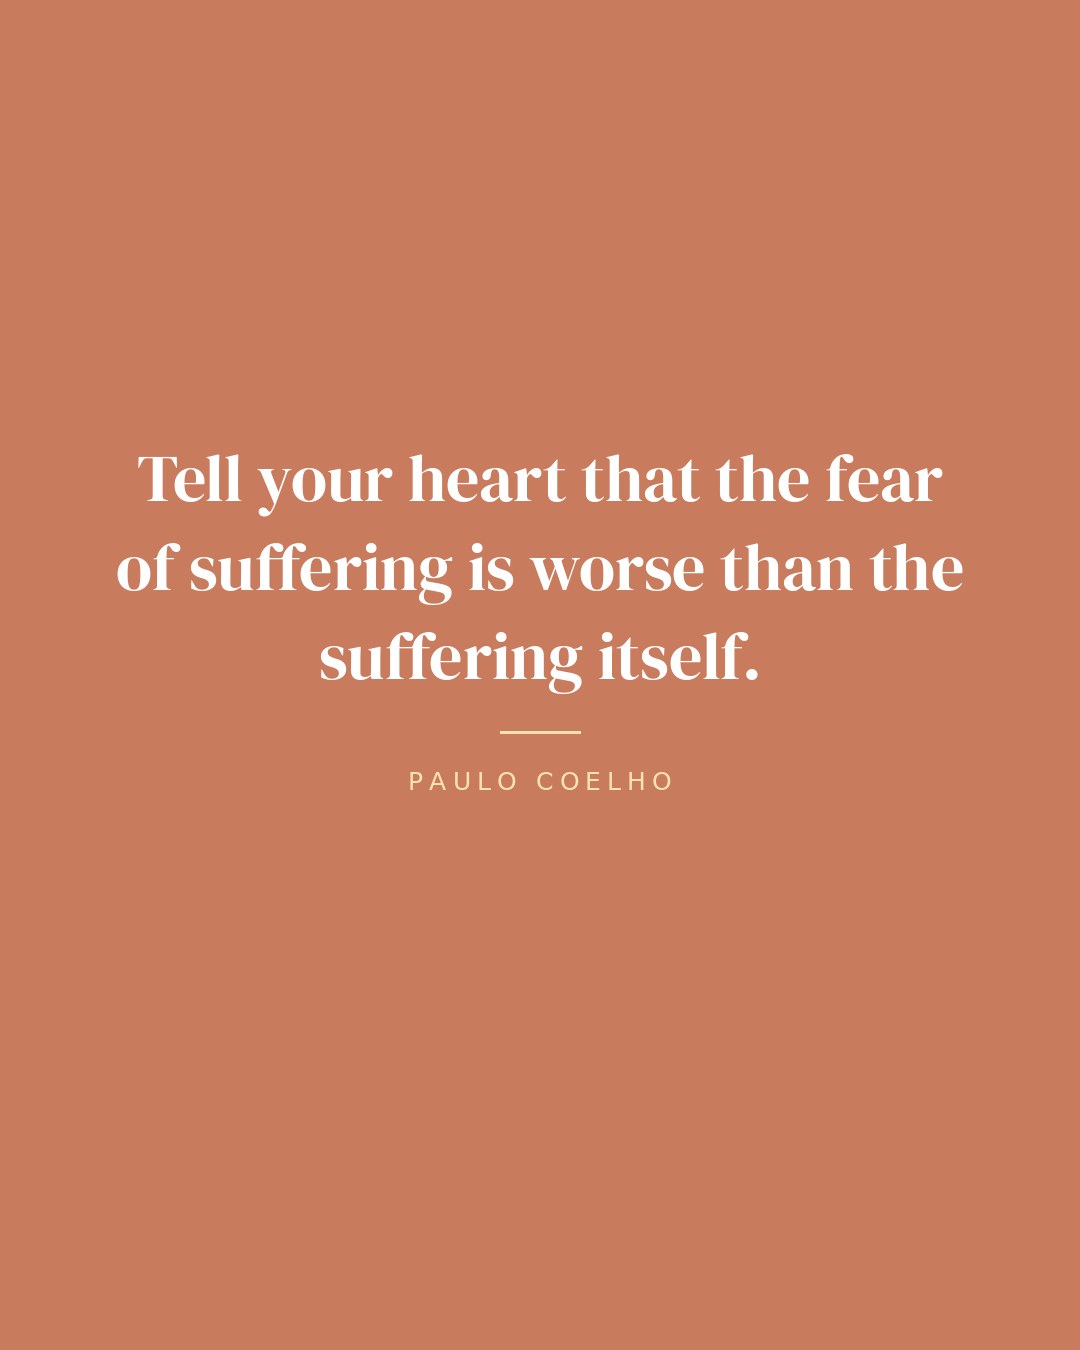 Tell your heart that the fear
of suffering is worse than the
suffering itself.
PAULO COELHO